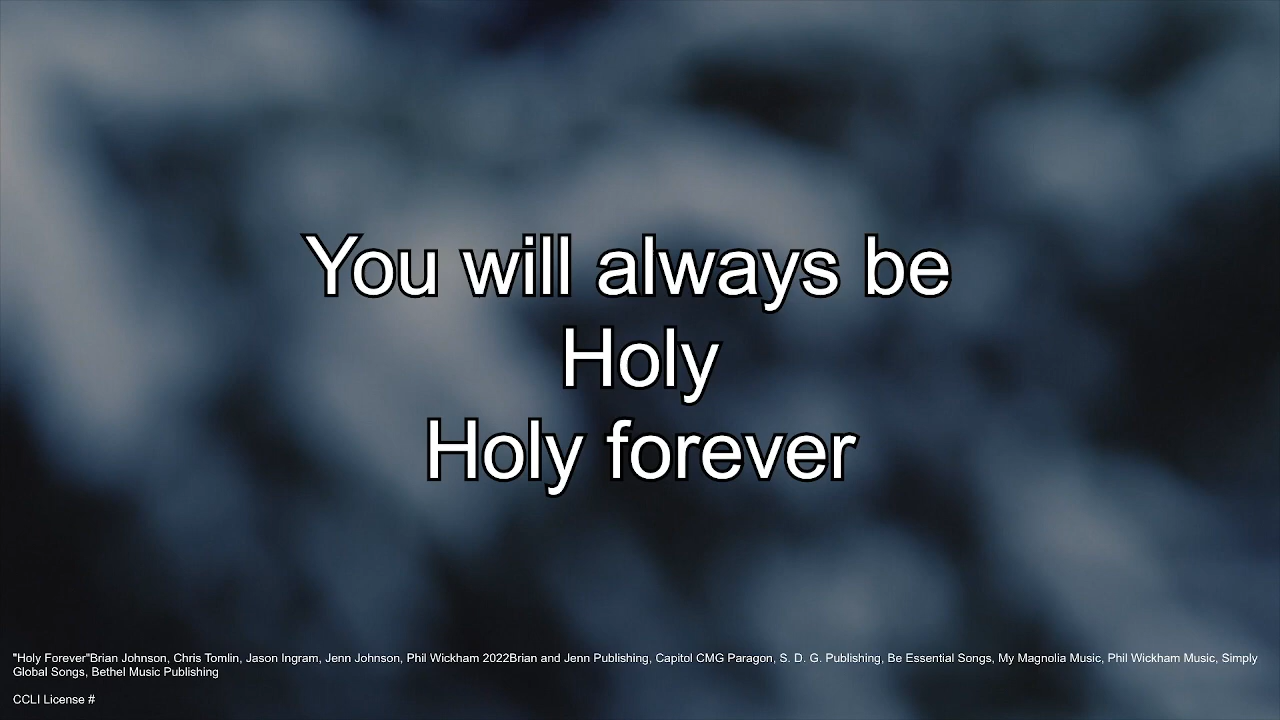 You will always be
Holy
Holy forever
"Holy Forever"Brian Johnson, Chris Tomlin, Jason Ingram, Jenn Johnson, Phil Wickham 2022Brian and Jenn Publishing, Capitol CMG Paragon, S. D. G. Publishing, Be Essential Songs, My Magnolia Music, Phil Wickham Music, Simply
Global Songs, Bethel Music Publishing
CCLI License #